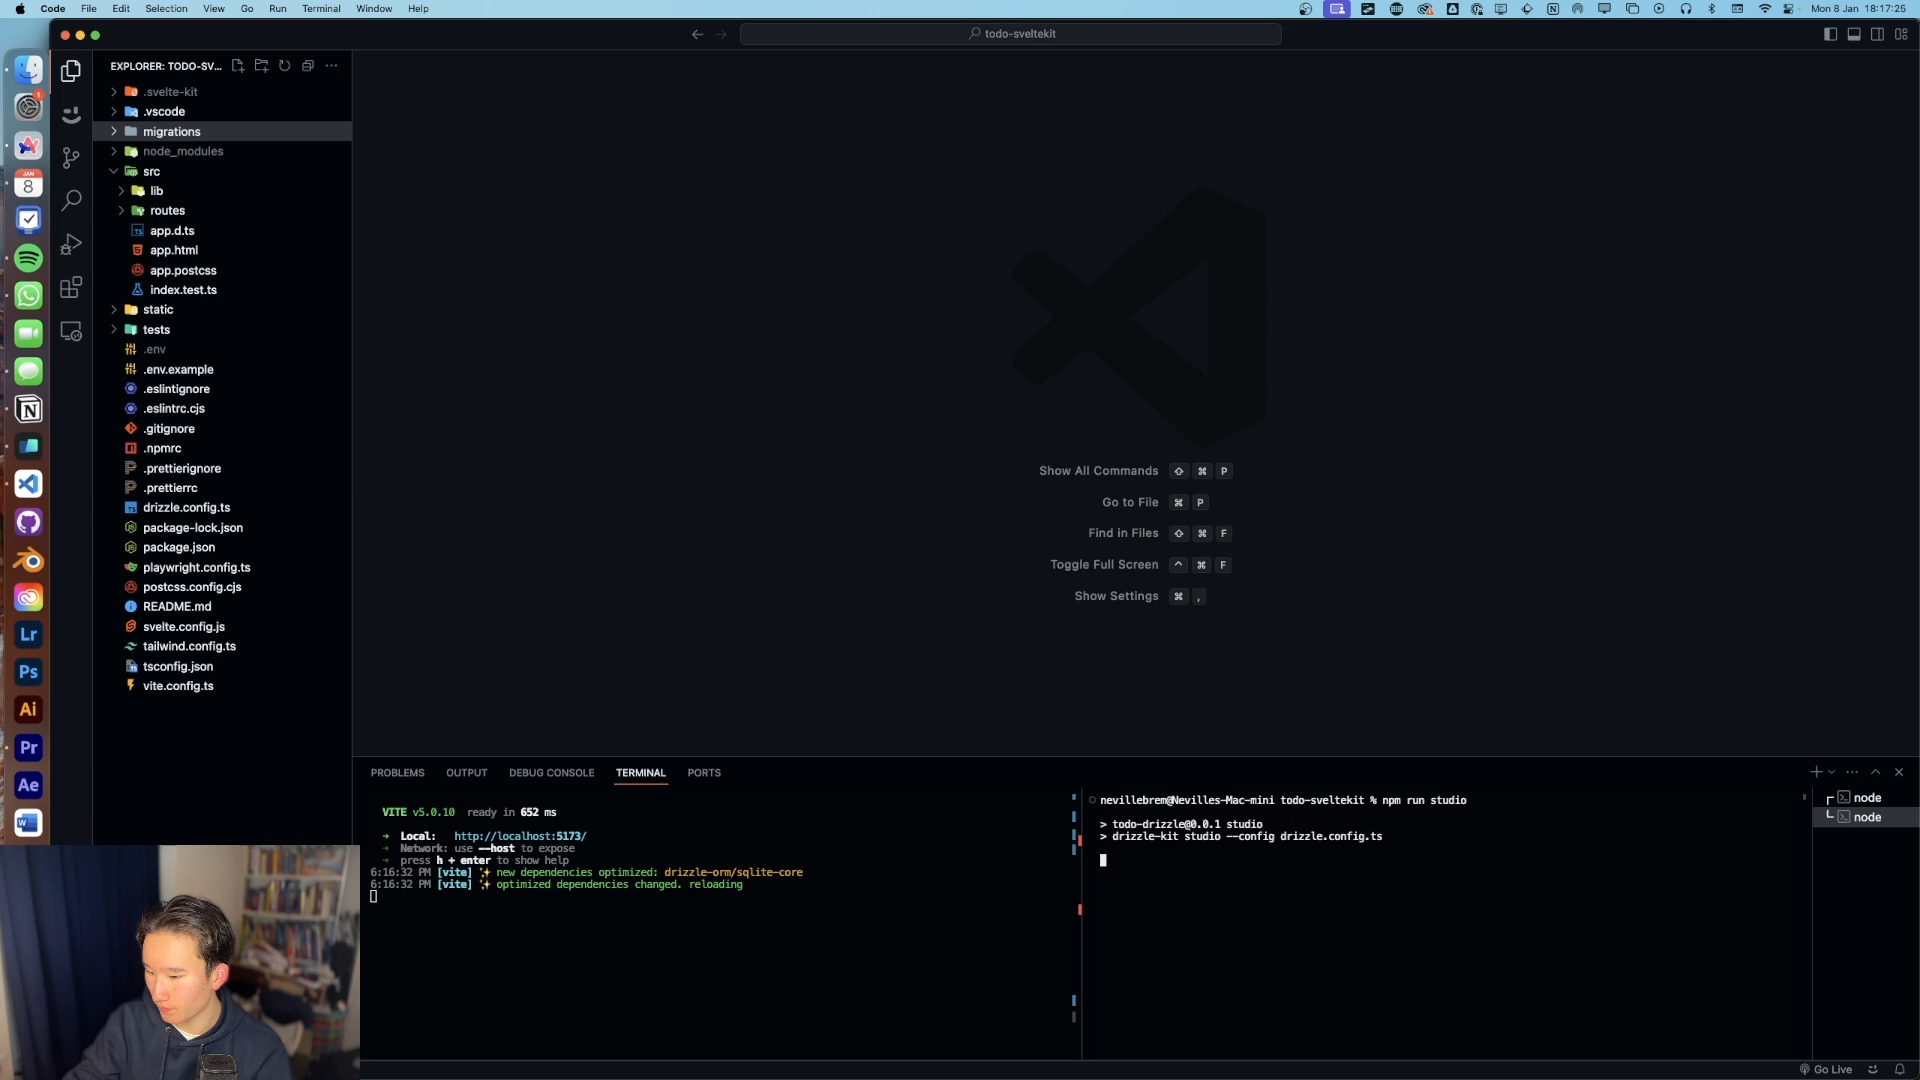 Code File Edit Selection View Go Run Terminal Window Help
Mon 8 Jan 18:17:25
todo-sveltekit
EXPLORER: TODO-SV...
.svelte-kit
.vscode
migrations
node_modules
src
lib
routes
app.d.ts
app.html
app.postcss
index.test.ts
static
tests
.env
.env.example
.eslintignore
.eslintrc.cjs
.gitignore
.npmrc
.prettierignore
.prettierrc
drizzle.config.ts
package-lock.json
package.json
playwright.config.ts
postcss.config.cjs
README.md
svelte.config.js
tailwind.config.ts
tsconfig.json
vite.config.ts
JAN
8
Lr
Ps
Ai
Pr
Ae
Show All Commands ⇧ ⌘ P
Go to File ⌘ P
Find in Files ⇧ ⌘ F
Toggle Full Screen ^ ⌘ F
Show Settings ⌘ ,
PROBLEMS OUTPUT DEBUG CONSOLE TERMINAL PORTS
VITE v5.0.10 ready in 652 ms
➜ Local: http://localhost:5173/
➜ Network: use --host to expose
➜ press h + enter to show help
6:16:32 PM [vite] ✨ new dependencies optimized: drizzle-orm/sqlite-core
6:16:32 PM [vite] ✨ optimized dependencies changed. reloading
nevillebrem@Nevilles-Mac-mini todo-sveltekit % npm run studio
> todo-drizzle@0.0.1 studio
> drizzle-kit studio --config drizzle.config.ts
node
node
Go Live